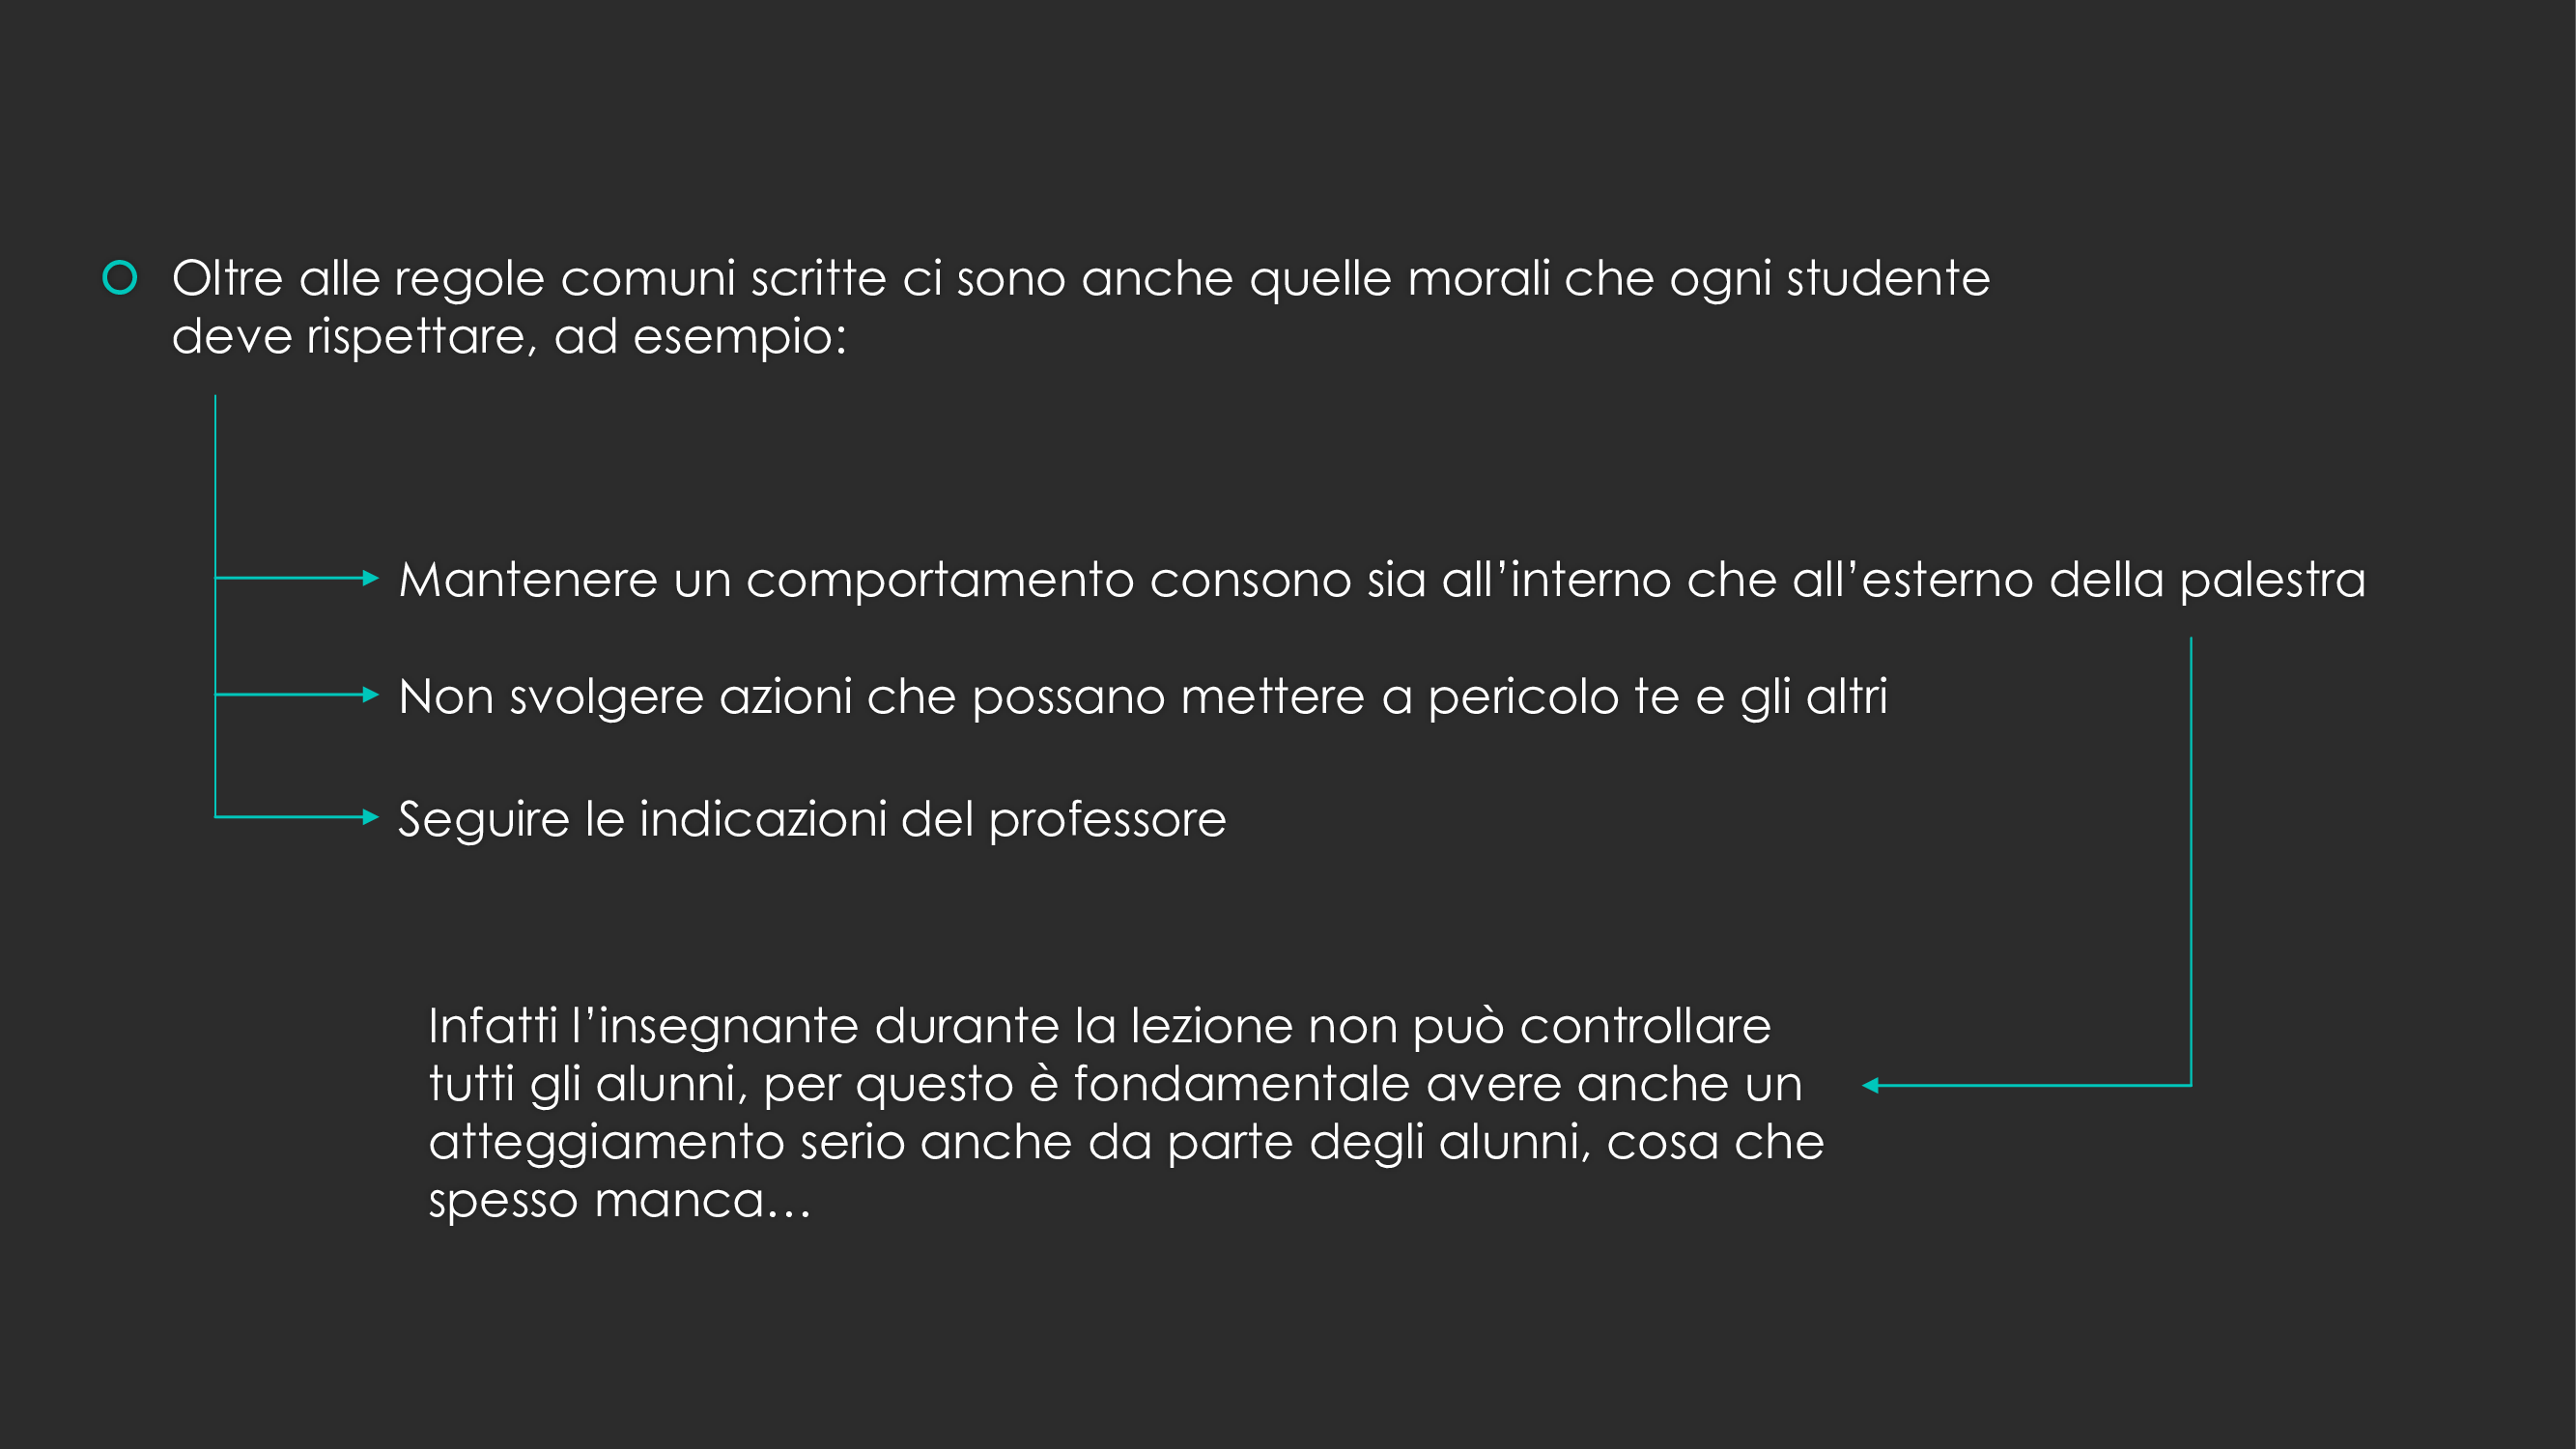 Oltre alle regole comuni scritte ci sono anche quelle morali che ogni studente
deve rispettare, ad esempio:
Mantenere un comportamento consono sia all’interno che all’esterno della palestra
Non svolgere azioni che possano mettere a pericolo te e gli altri
Seguire le indicazioni del professore
Infatti l’insegnante durante la lezione non può controllare
tutti gli alunni, per questo è fondamentale avere anche un
atteggiamento serio anche da parte degli alunni, cosa che
spesso manca…